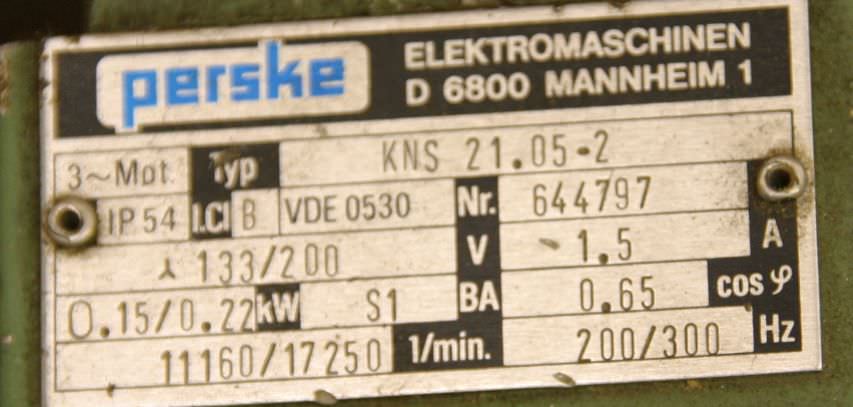 perske
ELEKTROMASCHINEN
D 6800 MANNHEIM 1
3~Mot. Typ KNS 21.05-2
IP 54 I.Cl B VDE 0530 Nr. 644797
⅄ 133/200 V 1.5 A
0.15/0.22 kW S1 BA 0.65 cos φ
11160/17250 1/min. 200/300 Hz